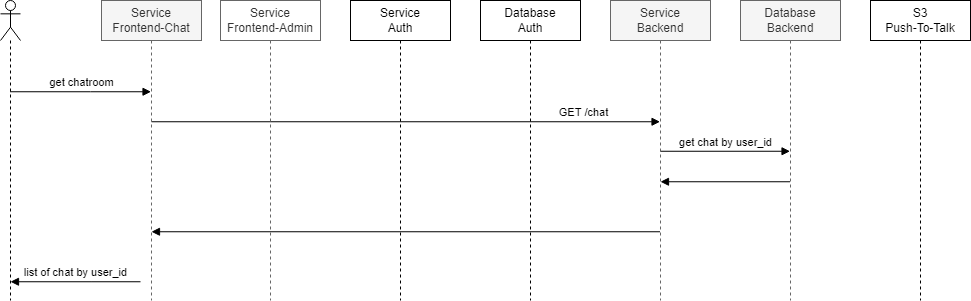 Service
Frontend-Chat
Service
Frontend-Admin
Service
Auth
Database
Auth
Service
Backend
Database
Backend
S3
Push-To-Talk
get chatroom
GET /chat
get chat by user_id
list of chat by user_id